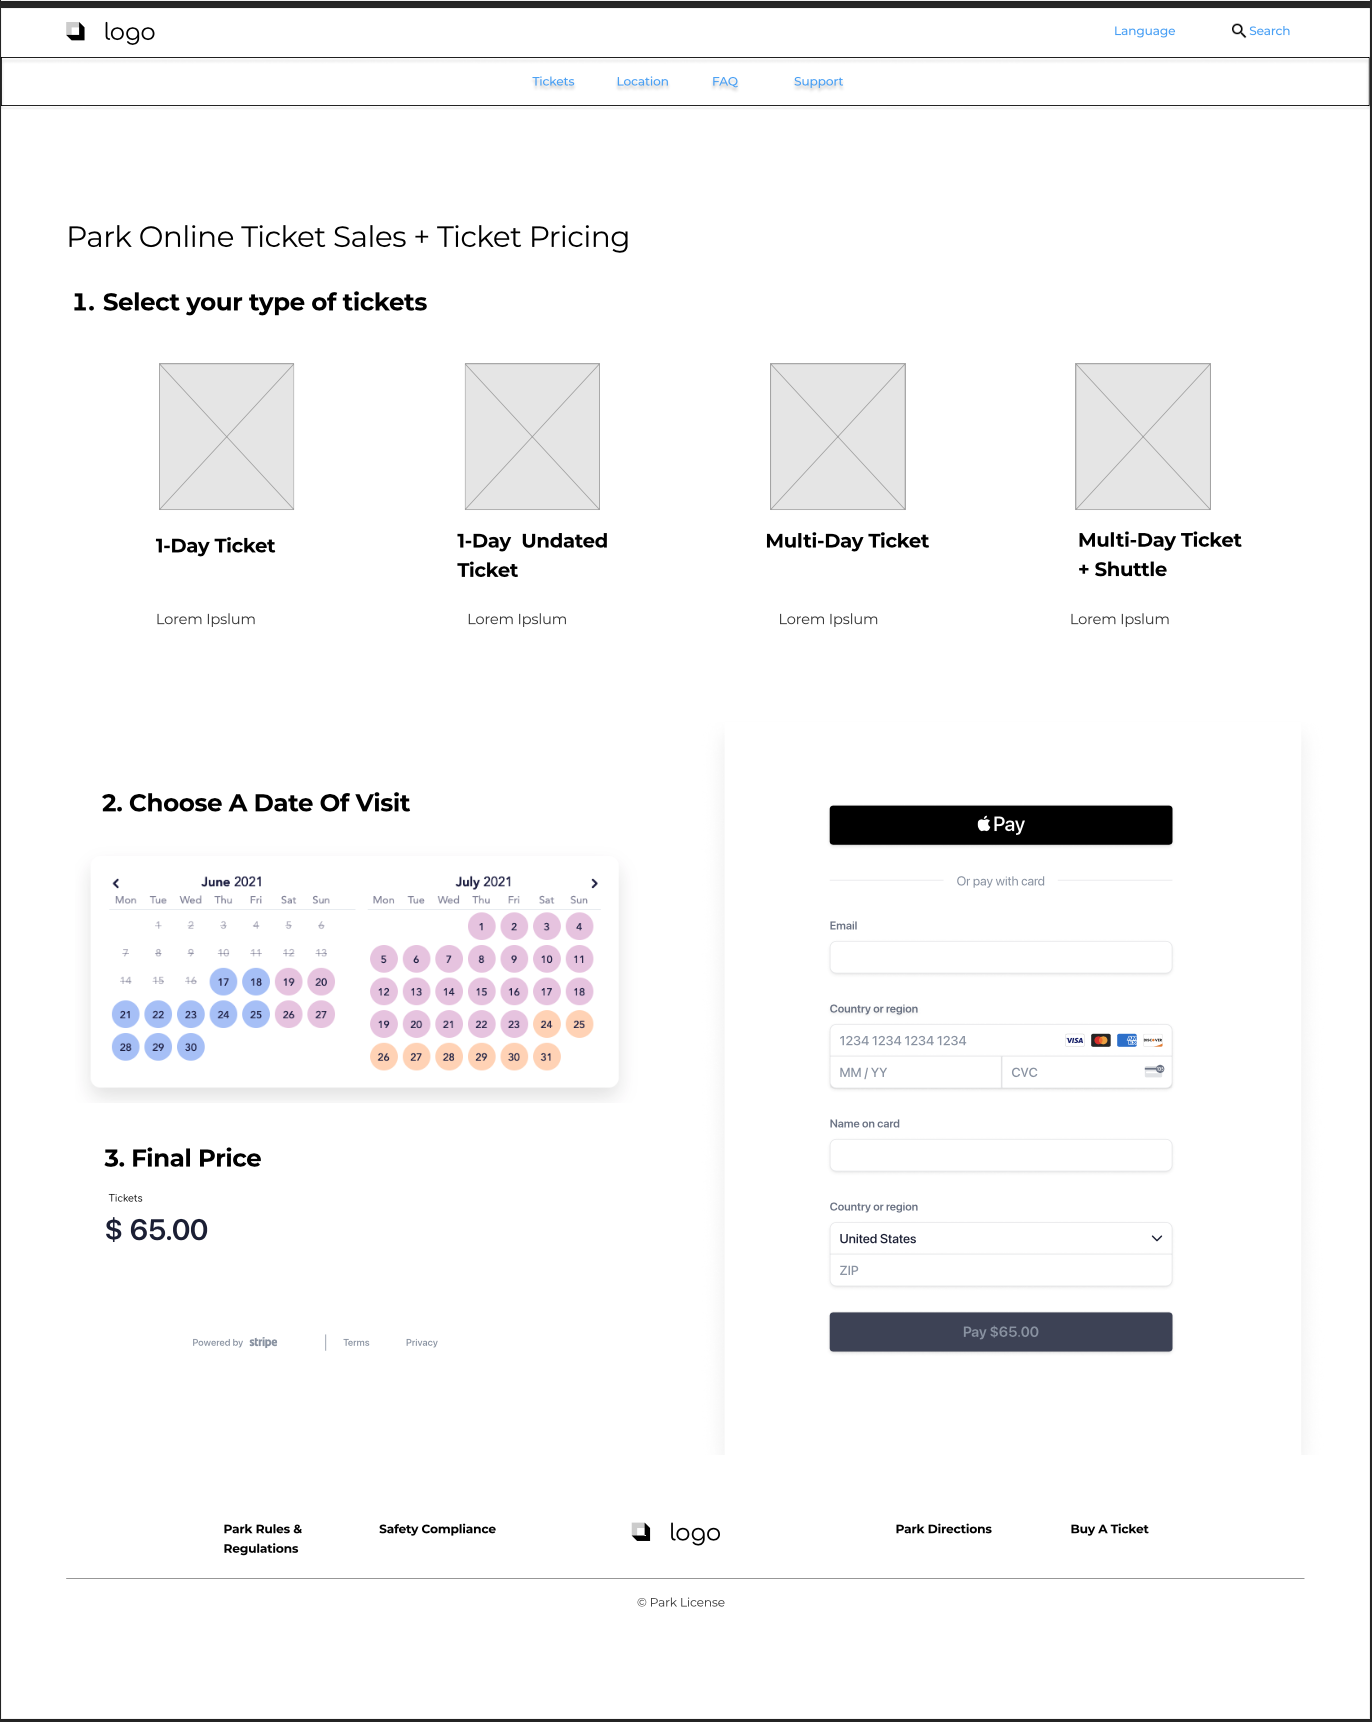 logo
Language
Search
Tickets Location FAQ Support
Park Online Ticket Sales + Ticket Pricing
1. Select your type of tickets
1-Day Ticket
1-Day Undated
Ticket
Multi-Day Ticket
Multi-Day Ticket
+ Shuttle
Lorem Ipslum
Lorem Ipslum
Lorem Ipslum
Lorem Ipslum
2. Choose A Date Of Visit
June 2021
Mon Tue Wed Thu Fri Sat Sun
1 2 3 4 5 6
7 8 9 10 11 12 13
14 15 16 17 18 19 20
21 22 23 24 25 26 27
28 29 30
July 2021
Mon Tue Wed Thu Fri Sat Sun
1 2 3 4
5 6 7 8 9 10 11
12 13 14 15 16 17 18
19 20 21 22 23 24 25
26 27 28 29 30 31
3. Final Price
Tickets
$ 65.00
Powered by stripe
Terms
Privacy
Pay
Or pay with card
Email
Country or region
1234 1234 1234 1234
VISA
DISCOVER
MM / YY
CVC
Name on card
Country or region
United States
ZIP
Pay $65.00
Park Rules &
Regulations
Safety Compliance
logo
Park Directions
Buy A Ticket
© Park License